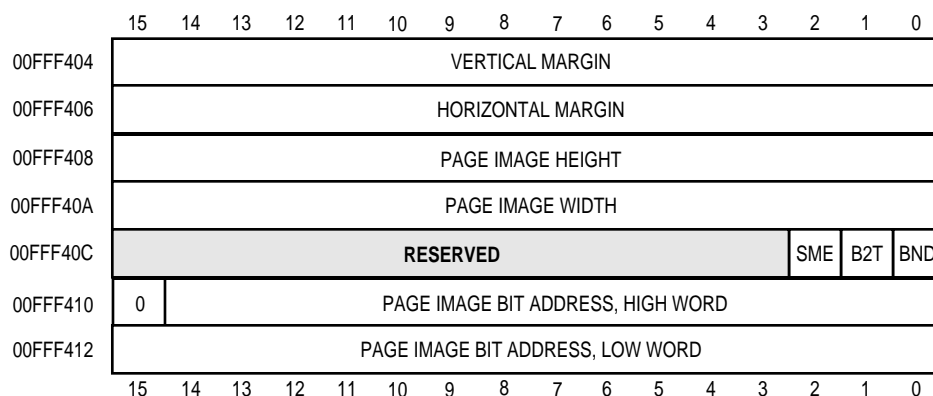 15 14 13 12 11 10 9 8 7 6 5 4 3 2 1 0
00FFF404 VERTICAL MARGIN
00FFF406 HORIZONTAL MARGIN
00FFF408 PAGE IMAGE HEIGHT
00FFF40A PAGE IMAGE WIDTH
00FFF40C RESERVED SME B2T BND
00FFF410 0 PAGE IMAGE BIT ADDRESS, HIGH WORD
00FFF412 PAGE IMAGE BIT ADDRESS, LOW WORD
15 14 13 12 11 10 9 8 7 6 5 4 3 2 1 0